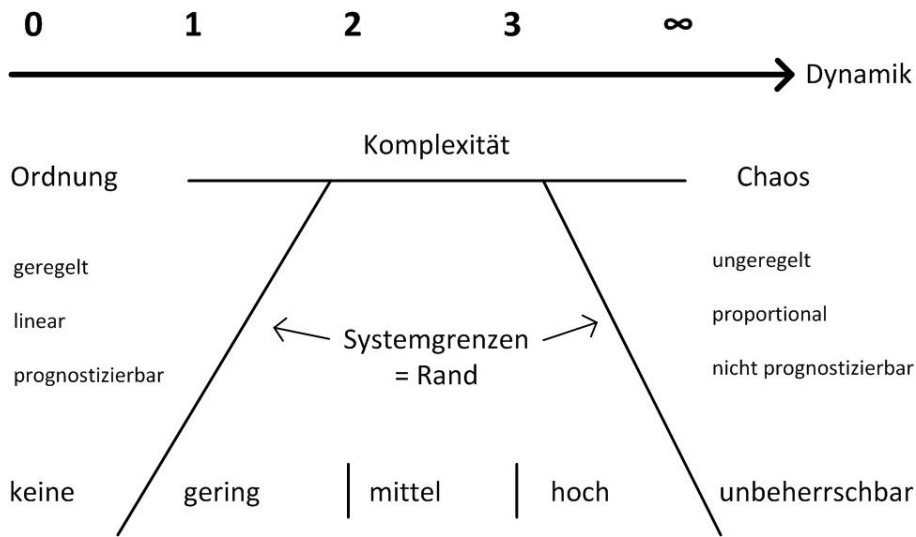 0 1 2 3 ∞
Dynamik
Komplexität
Ordnung
Chaos
geregelt
ungeregelt
linear
proportional
Systemgrenzen
= Rand
prognostizierbar
nicht prognostizierbar
keine gering mittel hoch unbeherrschbar